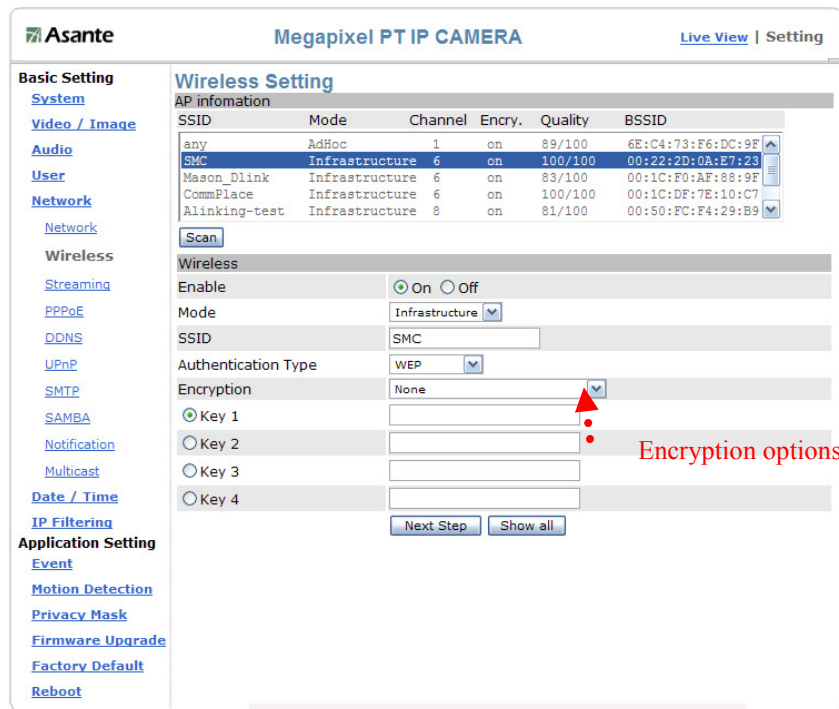 Asante
Megapixel PT IP CAMERA
Live View | Setting
Basic Setting
System
Video / Image
Audio
User
Network
Network
Wireless
Streaming
PPPoE
DDNS
UPnP
SMTP
SAMBA
Notification
Multicast
Date / Time
IP Filtering
Application Setting
Event
Motion Detection
Privacy Mask
Firmware Upgrade
Factory Default
Reboot
Wireless Setting
AP infomation
SSID Mode Channel Encry. Quality BSSID
any AdHoc 1 on 89/100 6E:C4:73:F6:DC:9F
SMC Infrastructure 6 on 100/100 00:22:2D:0A:E7:23
Mason_Dlink Infrastructure 6 on 83/100 00:1C:F0:AF:88:9F
CommPlace Infrastructure 6 on 100/100 00:1C:DF:7E:10:C7
Alinking-test Infrastructure 8 on 81/100 00:50:FC:F4:29:B9
Scan
Wireless
Enable On Off
Mode Infrastructure
SSID SMC
Authentication Type WEP
Encryption None
Key 1
Key 2
Encryption options
Key 3
Key 4
Next Step Show all